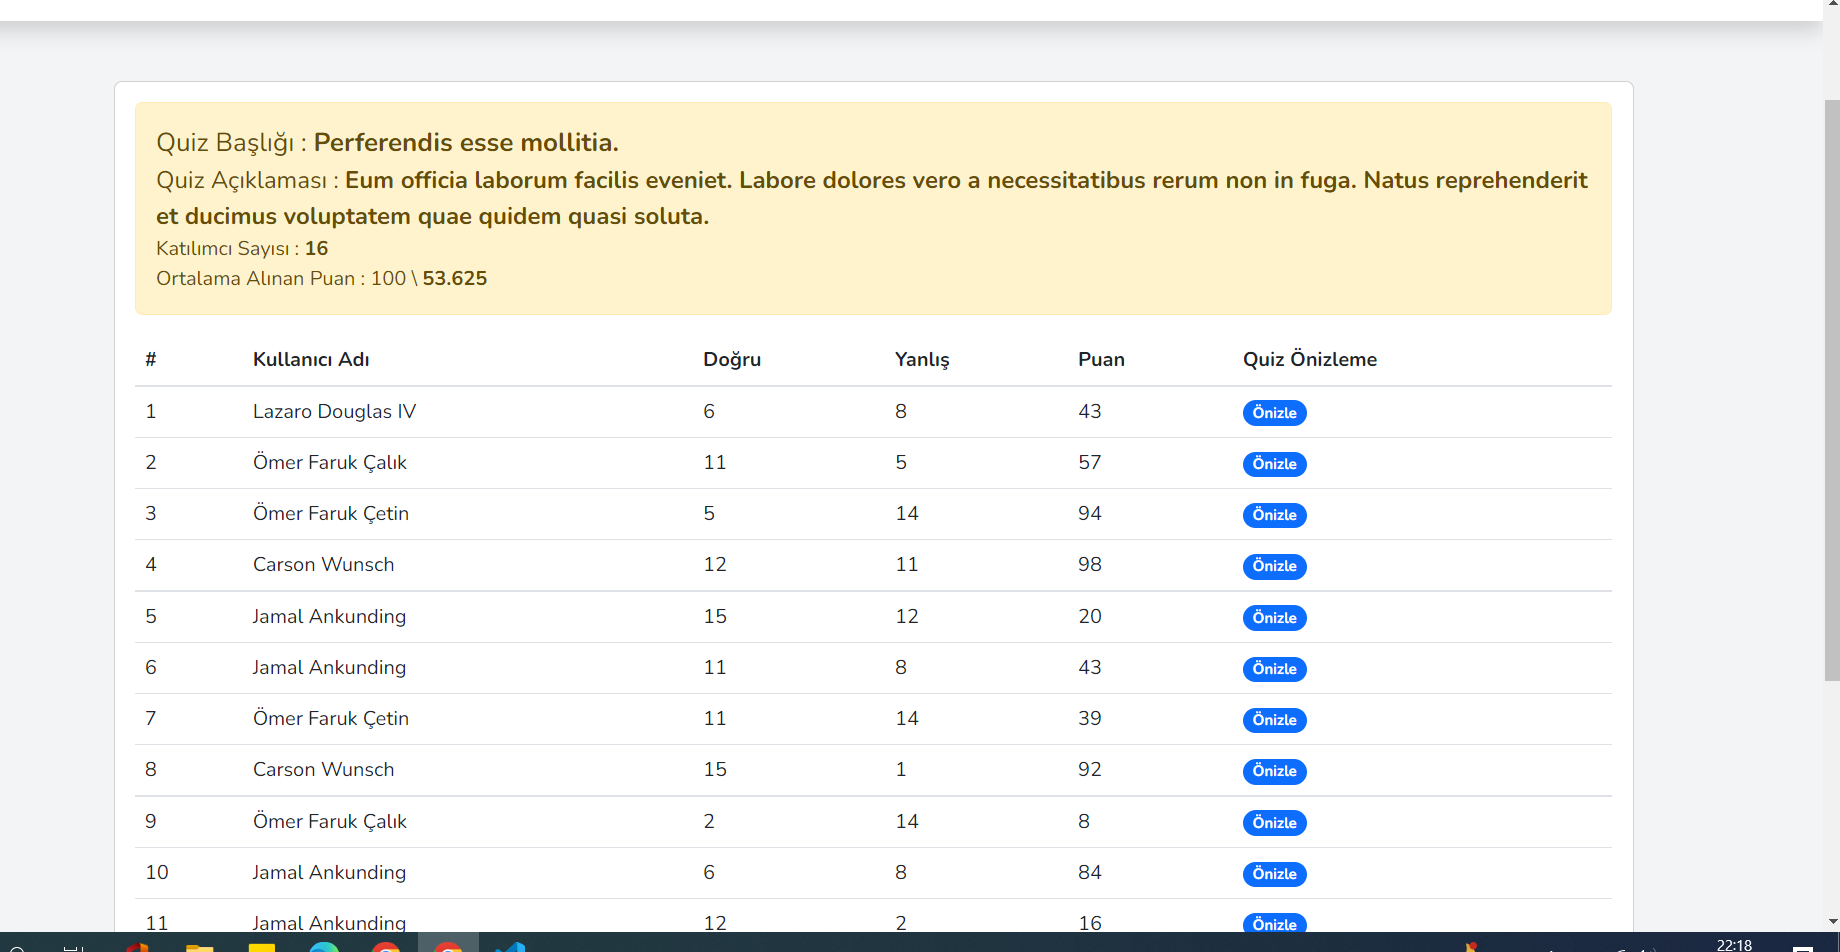 Quiz Başlığı : Perferendis esse mollitia.
Quiz Açıklaması : Eum officia laborum facilis eveniet. Labore dolores vero a necessitatibus rerum non in fuga. Natus reprehenderit
et ducimus voluptatem quae quidem quasi soluta.
Katılımcı Sayısı : 16
Ortalama Alınan Puan : 100 \ 53.625
# Kullanıcı Adı Doğru Yanlış Puan Quiz Önizleme
1 Lazaro Douglas IV 6 8 43 Önizle
2 Ömer Faruk Çalık 11 5 57 Önizle
3 Ömer Faruk Çetin 5 14 94 Önizle
4 Carson Wunsch 12 11 98 Önizle
5 Jamal Ankunding 15 12 20 Önizle
6 Jamal Ankunding 11 8 43 Önizle
7 Ömer Faruk Çetin 11 14 39 Önizle
8 Carson Wunsch 15 1 92 Önizle
9 Ömer Faruk Çalık 2 14 8 Önizle
10 Jamal Ankunding 6 8 84 Önizle
11 Jamal Ankunding 12 2 16 Önizle
22:18